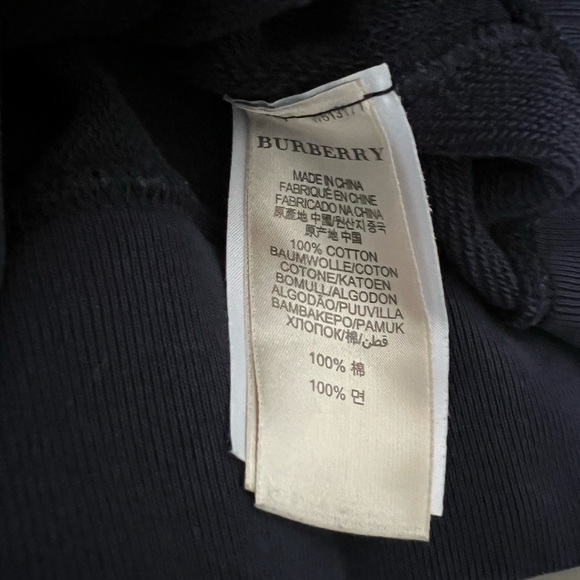 BURBERRY
MADE IN CHINA
FABRIQUÉ EN CHINE
FABRICADO NA CHINA
原產地 中國/원산지 중국
原产地 中国
100% COTTON
BAUMWOLLE/COTON
COTONE/KATOEN
BOMULL/ALGODON
ALGODÃO/PUUVILLA
ΒΑΜΒΑΚΕΡΟ/PAMUK
ХЛОПОК/棉/قطن
100% 棉
100% 면